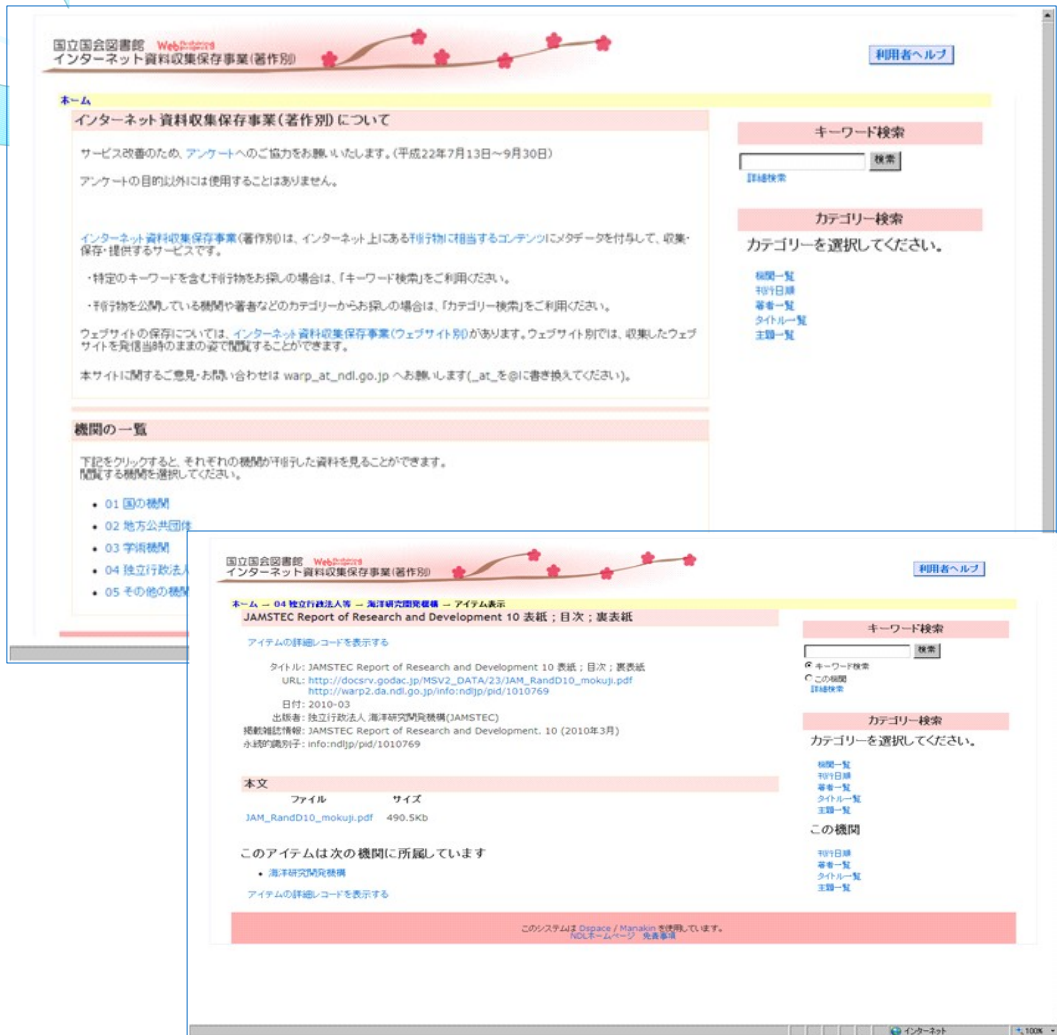 国立国会図書館 Web Archiving project
インターネット資料収集保存事業(著作別)
利用者ヘルプ
ホーム
インターネット資料収集保存事業(著作別)について
サービス改善のため、アンケートへのご協力をお願いいたします。(平成22年7月13日～9月30日)
アンケートの目的以外には使用することはありません。
インターネット資料収集保存事業(著作別)は、インターネット上にある刊行物に相当するコンテンツにメタデータを付与して、収集・
保存・提供するサービスです。
・特定のキーワードを含む刊行物をお探しの場合は、「キーワード検索」をご利用ください。
・刊行物を公開している機関や著者などのカテゴリーからお探しの場合は、「カテゴリー検索」をご利用ください。
ウェブサイトの保存については、インターネット資料収集保存事業(ウェブサイト別)があります。ウェブサイト別では、収集したウェブ
サイトを発信当時のままの姿で閲覧することができます。
本サイトに関するご意見・お問い合わせは warp_at_ndl.go.jp へお願いします(_at_を@に書き換えてください)。
キーワード検索
検索
詳細検索
カテゴリー検索
カテゴリーを選択してください。
機関一覧
刊行日順
著者一覧
タイトル一覧
主題一覧
機関の一覧
下記をクリックすると、それぞれの機関が刊行した資料を見ることができます。
閲覧する機関を選択してください。
• 01 国の機関
• 02 地方公共団体
• 03 学術機関
• 04 独立行政法人
• 05 その他の機関
国立国会図書館 Web Archiving project
インターネット資料収集保存事業(著作別)
利用者ヘルプ
ホーム → 04 独立行政法人等 → 海洋研究開発機構 → アイテム表示
JAMSTEC Report of Research and Development 10 表紙 ; 目次 ; 裏表紙
アイテムの詳細レコードを表示する
タイトル: JAMSTEC Report of Research and Development 10 表紙 ; 目次 ; 裏表紙
URL: http://docsrv.godac.jp/MSV2_DATA/23/JAM_RandD10_mokuji.pdf
http://warp2.da.ndl.go.jp/info:ndljp/pid/1010769
日付: 2010-03
出版者: 独立行政法人 海洋研究開発機構(JAMSTEC)
掲載雑誌情報: JAMSTEC Report of Research and Development. 10 (2010年3月)
永続的識別子: info:ndljp/pid/1010769
本文
ファイル サイズ
JAM_RandD10_mokuji.pdf 490.5Kb
このアイテムは次の機関に所属しています
• 海洋研究開発機構
アイテムの詳細レコードを表示する
キーワード検索
検索
キーワード検索
この機関
詳細検索
カテゴリー検索
カテゴリーを選択してください。
機関一覧
刊行日順
著者一覧
タイトル一覧
主題一覧
この機関
刊行日順
著者一覧
タイトル一覧
主題一覧
このシステムは Dspace / Manakin を使用しています。
NDLホームページ 免責事項
インターネット
100%